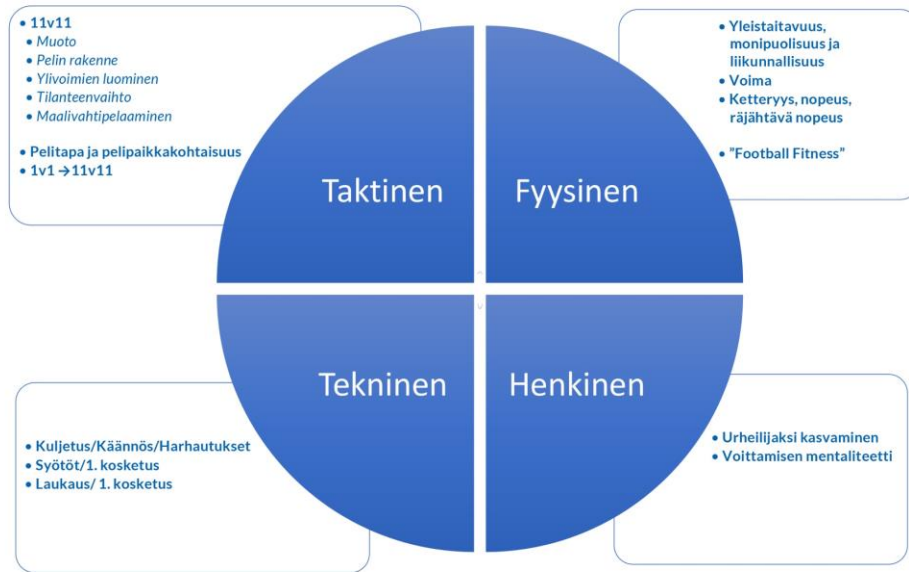 • 11v11
• Muoto
• Pelin rakenne
• Ylivoimien luominen
• Tilanteenvaihto
• Maalivahtipelaaminen
• Pelitapa ja pelipaikkakohtaisuus
• 1v1 →11v11
Taktinen
• Yleistaitavuus,
monipuolisuus ja
liikunnallisuus
• Voima
• Ketteryys, nopeus,
räjähtävä nopeus
• ”Football Fitness”
Fyysinen
Tekninen
• Kuljetus/Käännös/Harhautukset
• Syötöt/1. kosketus
• Laukaus/ 1. kosketus
Henkinen
• Urheilijaksi kasvaminen
• Voittamisen mentaliteetti